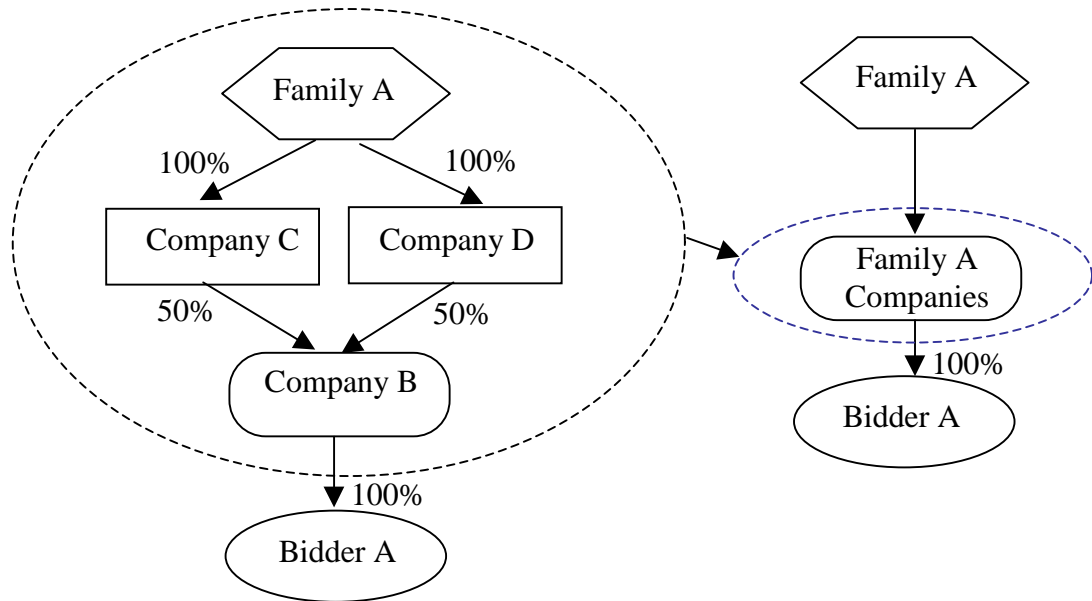 Family A
100%
100%
Company C
Company D
50%
50%
Company B
100%
Bidder A
Family A
Family A
Companies
100%
Bidder A